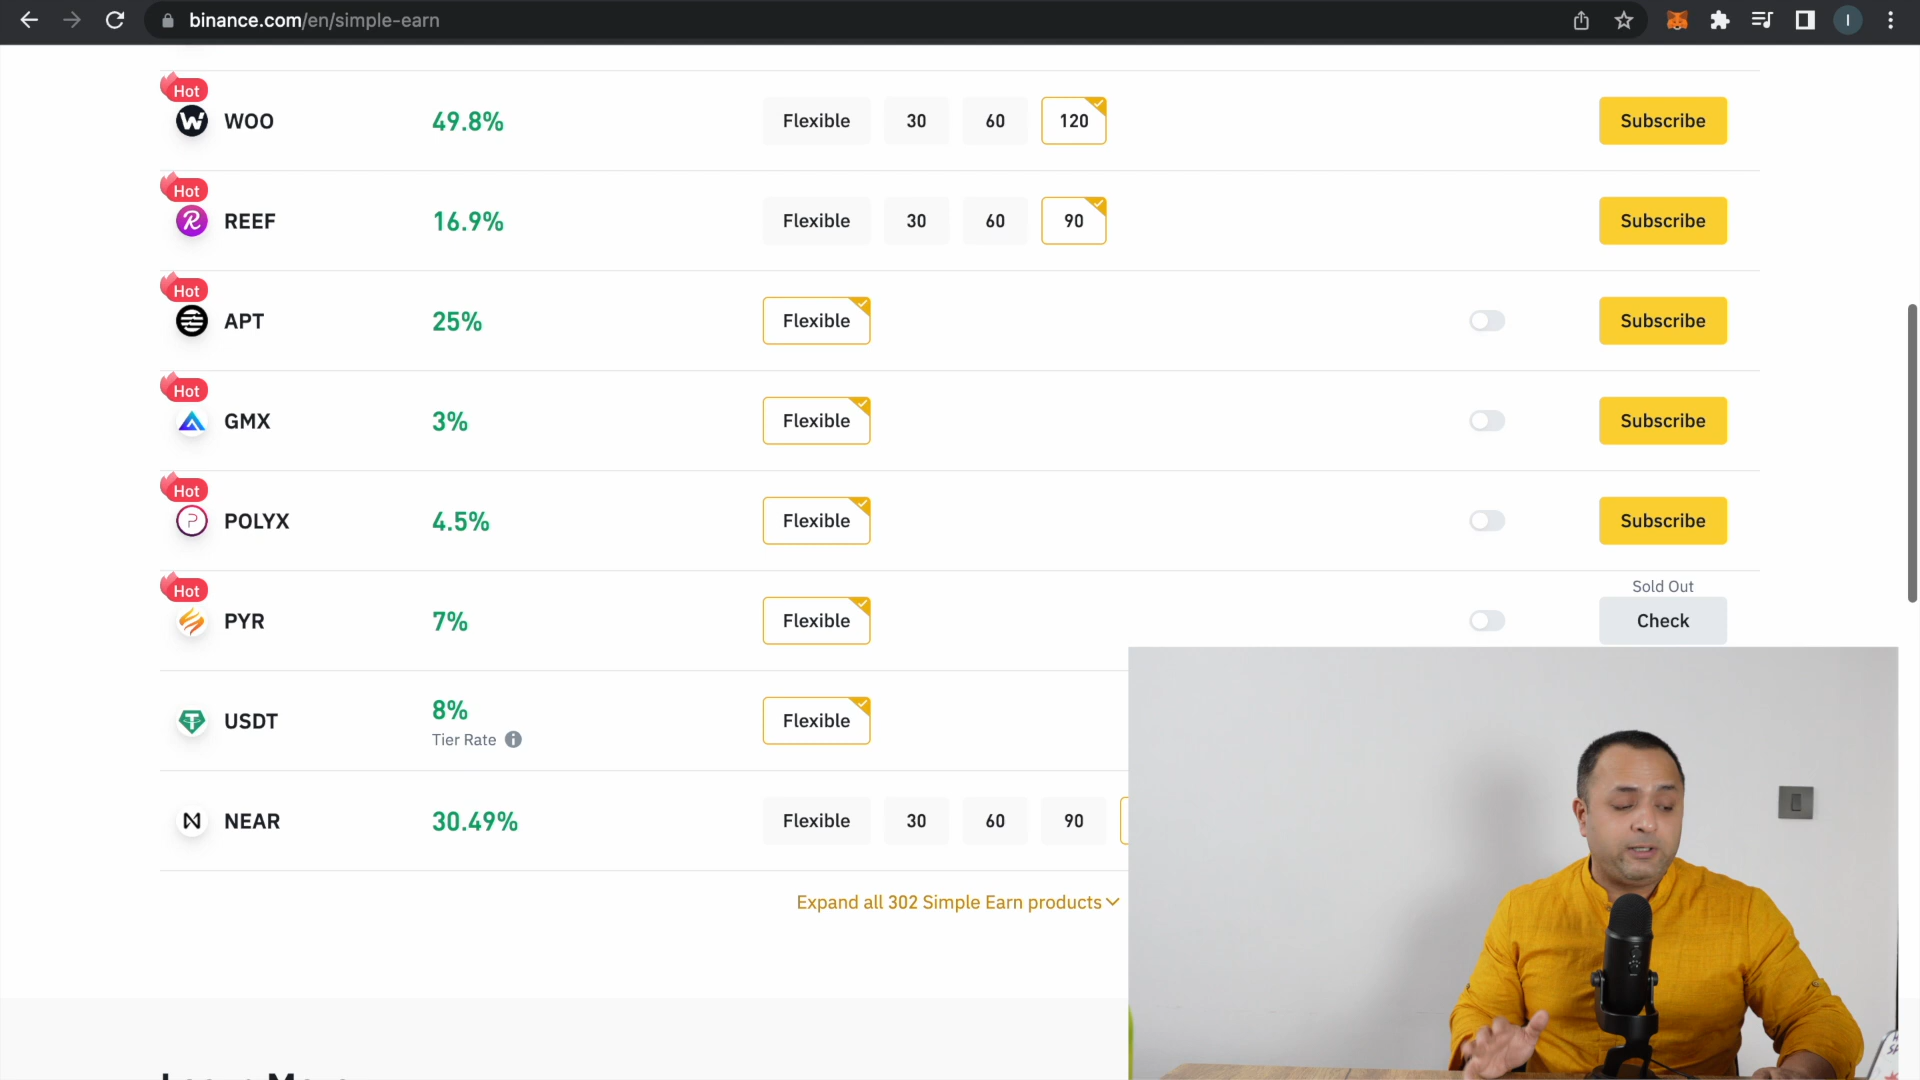 binance.com/en/simple-earn
I
Hot
WOO 49.8% Flexible 30 60 120 Subscribe
Hot
REEF 16.9% Flexible 30 60 90 Subscribe
Hot
APT 25% Flexible Subscribe
Hot
GMX 3% Flexible Subscribe
Hot
POLYX 4.5% Flexible Subscribe
Hot
Sold Out
PYR 7% Flexible Check
USDT 8% Flexible
Tier Rate
NEAR 30.49% Flexible 30 60 90
Expand all 302 Simple Earn products